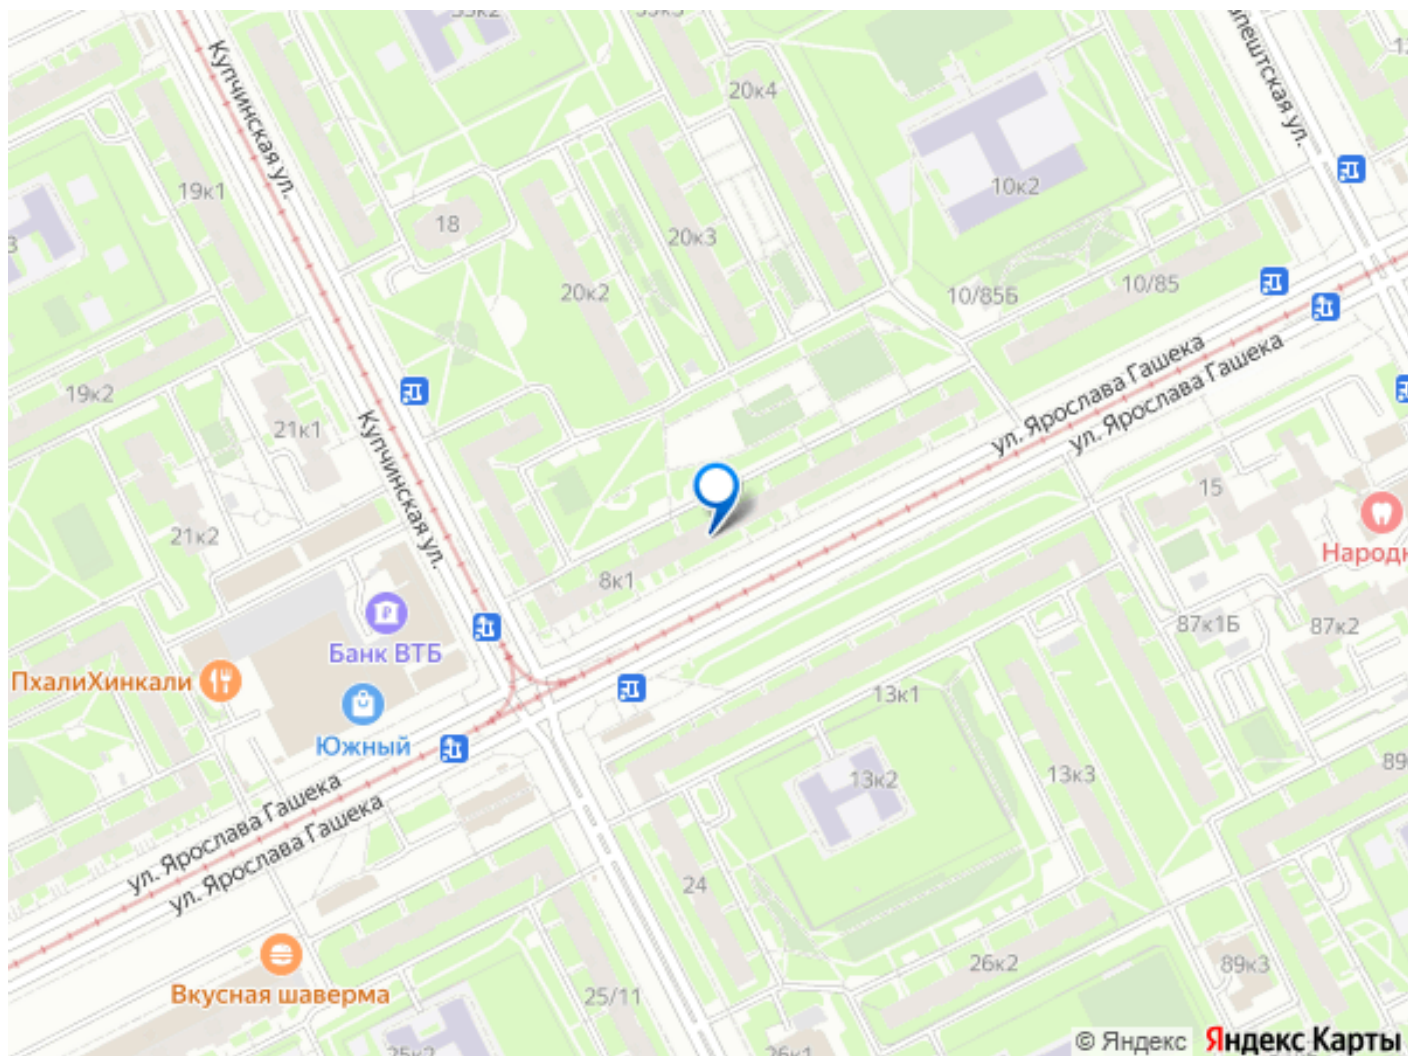 20к4
Купчинская ул.
19к1
18
10к2
20к3
20к2
10/85Б
10/85
ул. Ярослава Гашека
ул. Ярослава Гашека
19к2
21к1
Купчинская ул.
21к2
15
8к1
87к1Б
87к2
Банк ВТБ
ПхалиХинкали
13к1
Южный
13к2
13к3
ул. Ярослава Гашека
ул. Ярослава Гашека
24
26к2
89к3
Вкусная шаверма
25/11
© Яндекс
Яндекс Карты